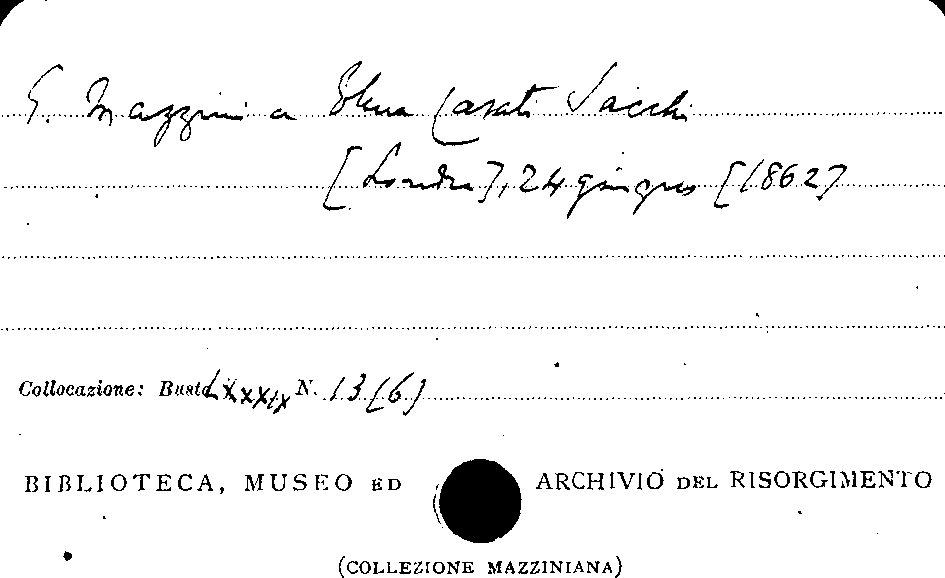 G. Mazzini a Elena Casati Sacchi
[Londra], 24 giugno [1862]
Collocazione: Busta LXXXIX N. 13 (6)
BIBLIOTECA, MUSEO ED ARCHIVIO DEL RISORGIMENTO
(COLLEZIONE MAZZINIANA)